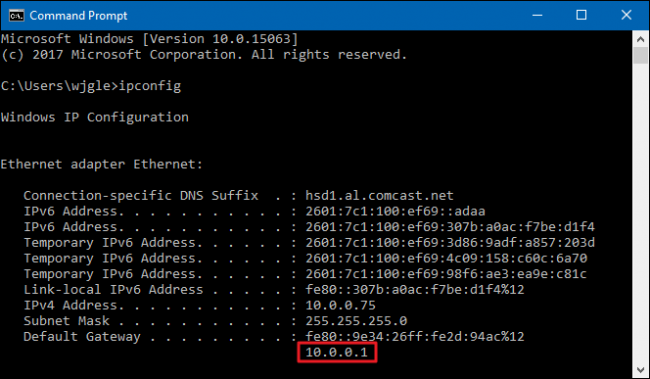 Command Prompt
Microsoft Windows [Version 10.0.15063]
(c) 2017 Microsoft Corporation. All rights reserved.
C:\Users\wjgle>ipconfig
Windows IP Configuration
Ethernet adapter Ethernet:
Connection-specific DNS Suffix . : hsd1.al.comcast.net
IPv6 Address. . . . . . . . . . . : 2601:7c1:100:ef69::adaa
IPv6 Address. . . . . . . . . . . : 2601:7c1:100:ef69:307b:a0ac:f7be:d1f4
Temporary IPv6 Address. . . . . . : 2601:7c1:100:ef69:3d86:9adf:a857:203d
Temporary IPv6 Address. . . . . . : 2601:7c1:100:ef69:4c09:158:c60c:6a70
Temporary IPv6 Address. . . . . . : 2601:7c1:100:ef69:98f6:ae3:ea9e:c81c
Link-local IPv6 Address . . . . . : fe80::307b:a0ac:f7be:d1f4%12
IPv4 Address. . . . . . . . . . . : 10.0.0.75
Subnet Mask . . . . . . . . . . . : 255.255.255.0
Default Gateway . . . . . . . . . : fe80::9e34:26ff:fe2d:94ac%12
10.0.0.1